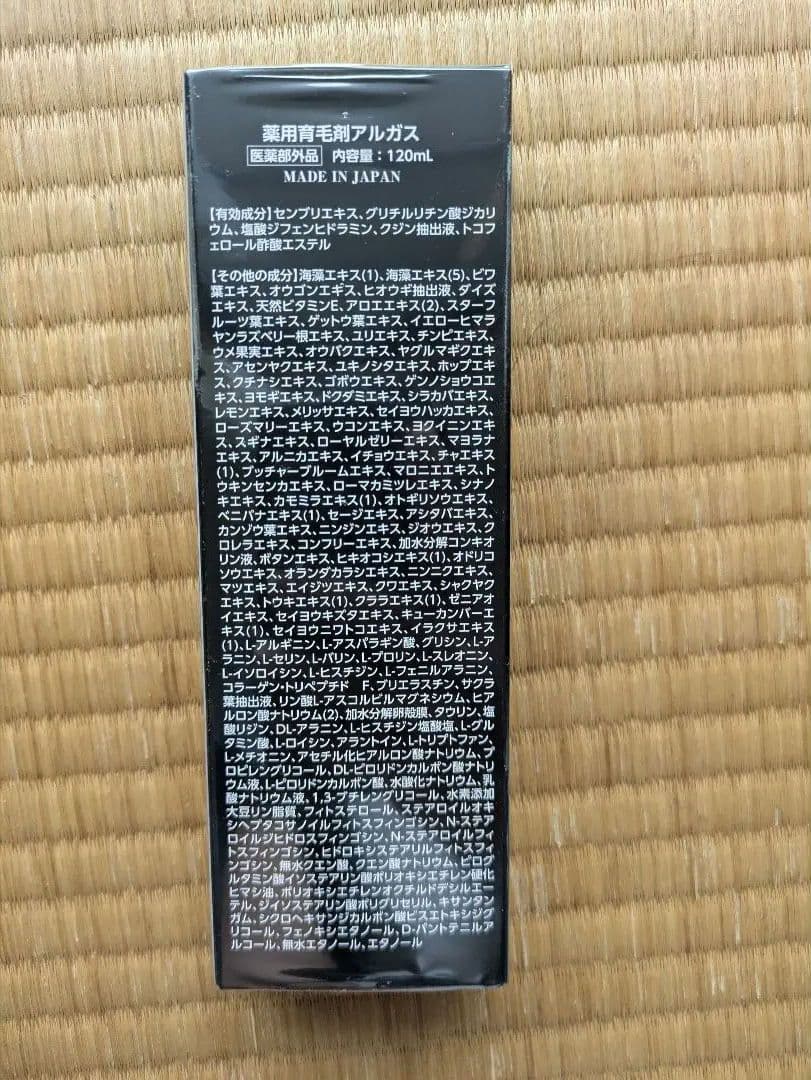 薬用育毛剤アルガス
医薬部外品 内容量：120mL
MADE IN JAPAN
【有効成分】センブリエキス、グリチルリチン酸ジカリ
ウム、塩酸ジフェンヒドラミン、クジン抽出液、トコ
フェロール酢酸エステル
【その他の成分】海藻エキス(1)、海藻エキス(5)、ビワ
葉エキス、オウゴンエキス、ヒオウギ抽出液、ダイズ
エキス、天然ビタミンE、アロエエキス(2)、スターフ
ルーツ葉エキス、ゲットウ葉エキス、イエローヒマラ
ヤンラズベリー根エキス、ユリエキス、チンピエキス、
ウメ果実エキス、オウバクエキス、ヤグルマギクエキ
ス、アセンヤクエキス、ユキノシタエキス、ホップエキ
ス、クチナシエキス、ゴボウエキス、ゲンノショウコエ
キス、ヨモギエキス、ドクダミエキス、シラカバエキス、
レモンエキス、メリッサエキス、セイヨウハッカエキス、
ローズマリーエキス、ウコンエキス、ヨクイニンエキ
ス、スギナエキス、ローヤルゼリーエキス、マヨラナ
エキス、アルニカエキス、イチョウエキス、チャエキス
(1)、ブッチャーブルームエキス、マロニエエキス、ト
ウキンセンカエキス、ローマカミツレエキス、シナノ
キエキス、カモミラエキス(1)、オトギリソウエキス、
ベニバナエキス(1)、セージエキス、アシタバエキス、
カンゾウ葉エキス、ニンジンエキス、ジオウエキス、ク
ロレラエキス、コンフリーエキス、加水分解コンキオ
リン液、ボタンエキス、ヒキオコシエキス(1)、オドリコ
ソウエキス、オランダカラシエキス、ニンニクエキス、
マツエキス、エイジツエキス、クワエキス、シャクヤク
エキス、トウキエキス(1)、クララエキス(1)、ゼニアオ
イエキス、セイヨウキズタエキス、キューカンバーエ
キス(1)、セイヨウニワトコエキス、イラクサエキス
(1)、L-アルギニン、L-アスパラギン酸、グリシン、L-ア
ラニン、L-セリン、L-バリン、L-プロリン、L-スレオニン、
L-イソロイシン、L-ヒスチジン、L-フェニルアラニン、
コラーゲン・トリペプチド F、ブリエラスチン、サクラ
葉抽出液、リン酸L-アスコルビルマグネシウム、ヒア
ルロン酸ナトリウム(2)、加水分解卵殻膜、タウリン、塩
酸リジン、DL-アラニン、L-ヒスチジン塩酸塩、L-グル
タミン酸、L-ロイシン、アラントイン、L-トリプトファン、
L-メチオニン、アセチル化ヒアルロン酸ナトリウム、プ
ロピレングリコール、DL-ピロリドンカルボン酸ナトリ
ウム液、L-ピロリドンカルボン酸、水酸化ナトリウム、乳
酸ナトリウム液、1,3-ブチレングリコール、水素添加
大豆リン脂質、フィトステロール、ステアロイルオキ
シヘプタコサノイルフィトスフィンゴシン、N-ステア
ロイルジヒドロスフィンゴシン、N-ステアロイルフィ
トスフィンゴシン、ヒドロキシステアリルフィトスフィ
ンゴシン、無水クエン酸、クエン酸ナトリウム、ピログ
ルタミン酸イソステアリン酸ポリオキシエチレン硬化
ヒマシ油、ポリオキシエチレンオクチルドデシルエー
テル、ジイソステアリン酸ポリグリセリル、キサンタン
ガム、シクロヘキサンジカルボン酸ビスエトキシジグ
リコール、フェノキシエタノール、D-パントテニルア
ルコール、無水エタノール、エタノール